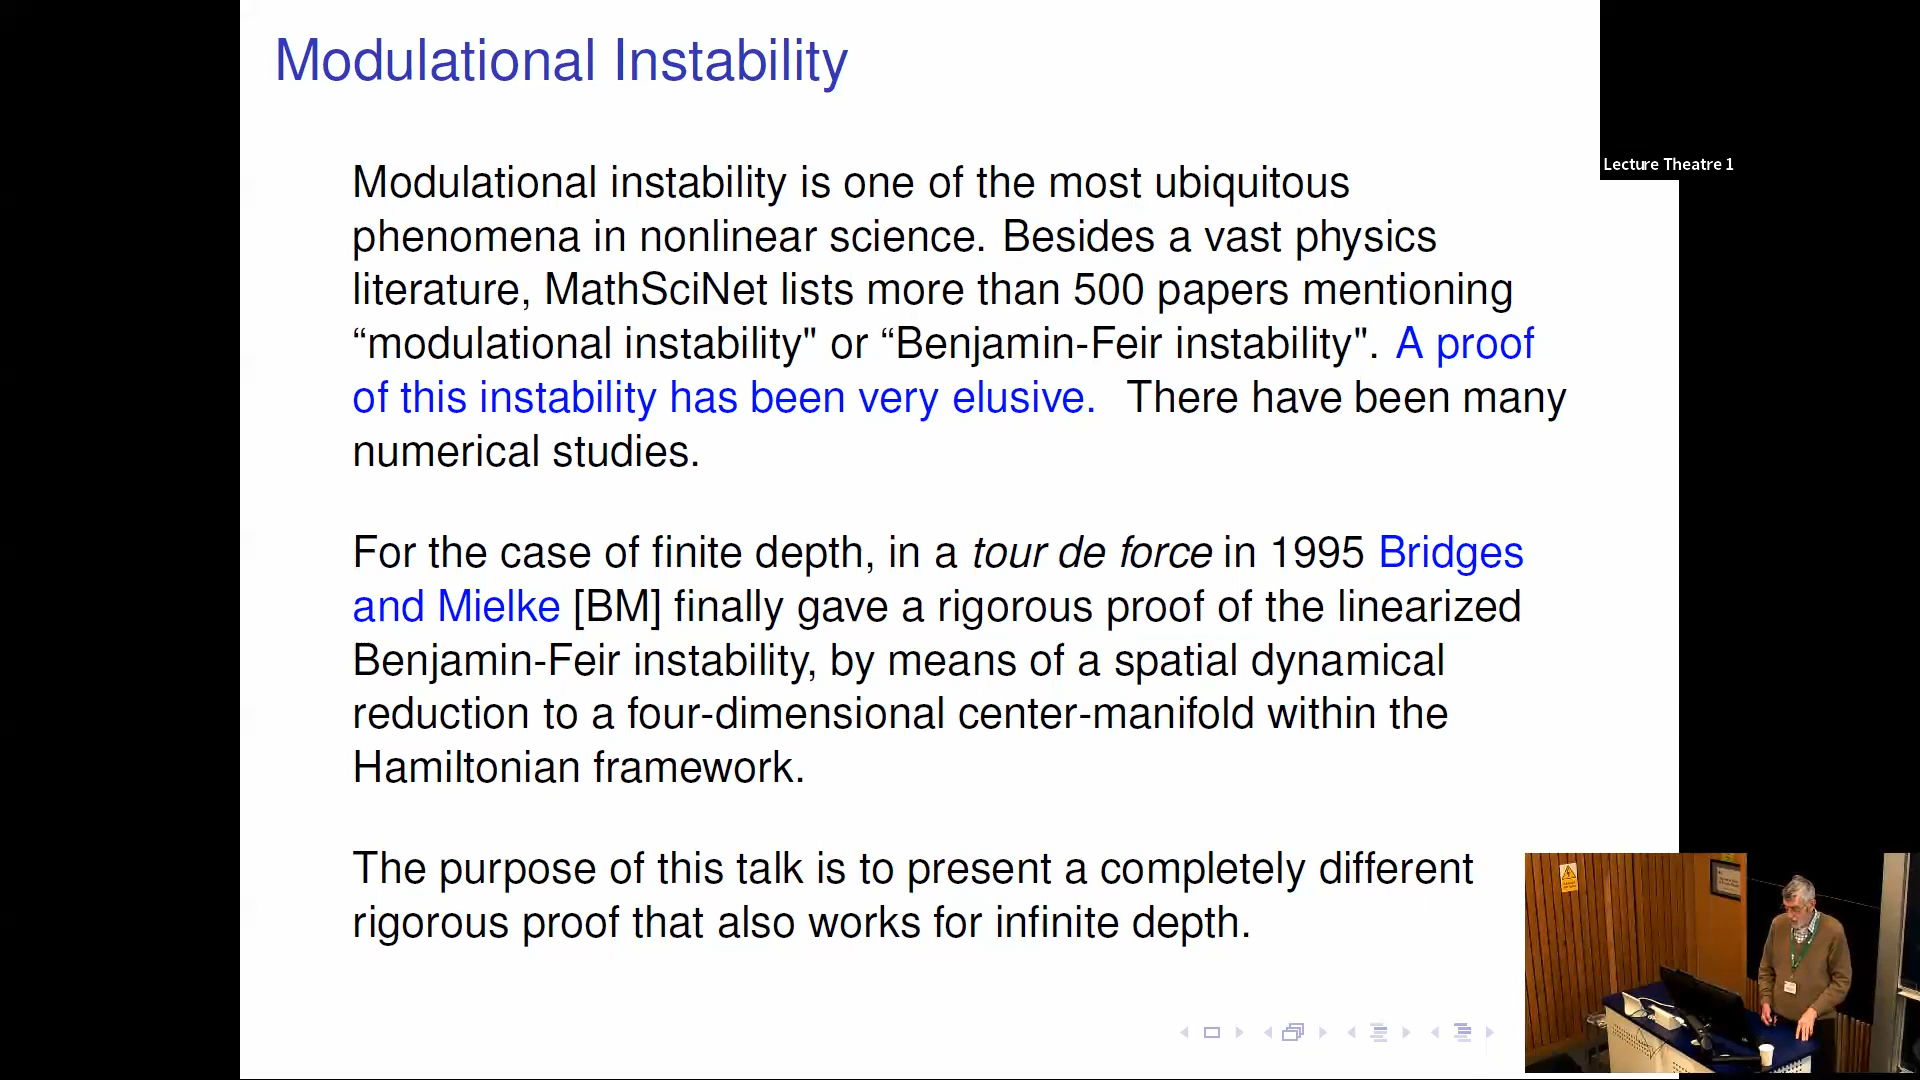 Modulational Instability
Lecture Theatre 1
Modulational instability is one of the most ubiquitous
phenomena in nonlinear science. Besides a vast physics
literature, MathSciNet lists more than 500 papers mentioning
“modulational instability" or “Benjamin-Feir instability". A proof
of this instability has been very elusive. There have been many
numerical studies.
For the case of finite depth, in a tour de force in 1995 Bridges
and Mielke [BM] finally gave a rigorous proof of the linearized
Benjamin-Feir instability, by means of a spatial dynamical
reduction to a four-dimensional center-manifold within the
Hamiltonian framework.
The purpose of this talk is to present a completely different
rigorous proof that also works for infinite depth.